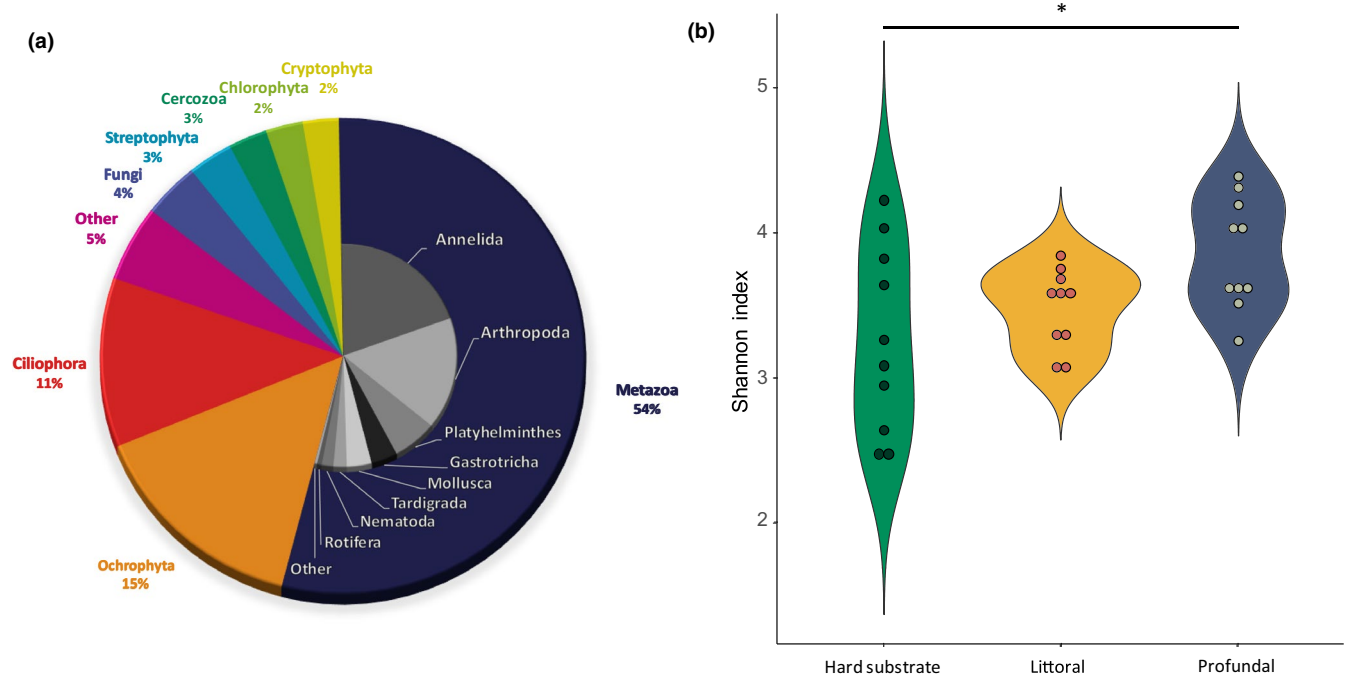 (a)
Cryptophyta
2%
Chlorophyta
2%
Cercozoa
3%
Streptophyta
3%
Fungi
4%
Other
5%
Ciliophora
11%
Ochrophyta
15%
Metazoa
54%
Annelida
Arthropoda
Platyhelminthes
Gastrotricha
Mollusca
Tardigrada
Nematoda
Rotifera
Other
(b)
*
Shannon index
5
4
3
2
Hard substrate
Littoral
Profundal